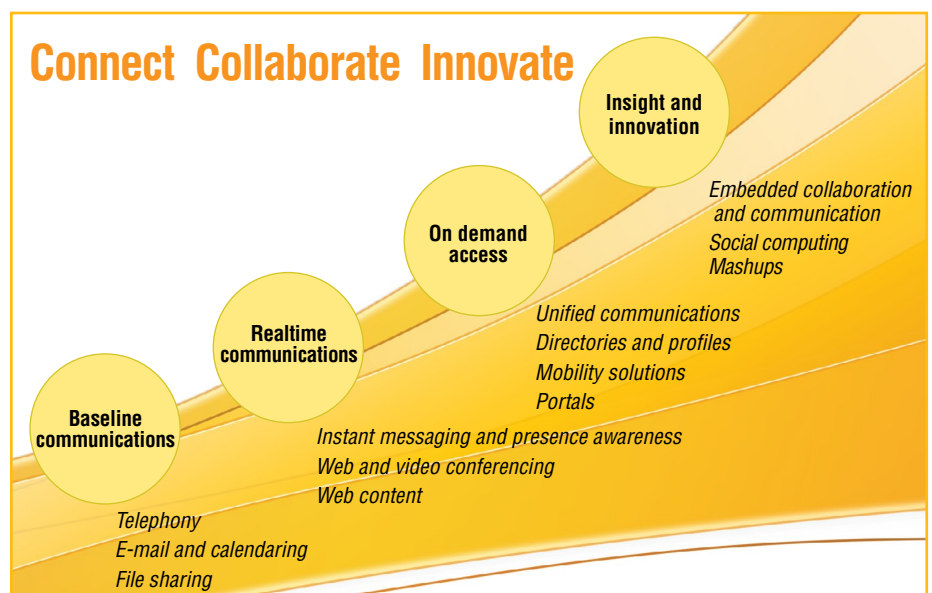 Connect Collaborate Innovate
Insight and
innovation
Embedded collaboration
and communication
Social computing
Mashups
On demand
access
Unified communications
Directories and profiles
Mobility solutions
Portals
Realtime
communications
Instant messaging and presence awareness
Web and video conferencing
Web content
Baseline
communications
Telephony
E-mail and calendaring
File sharing